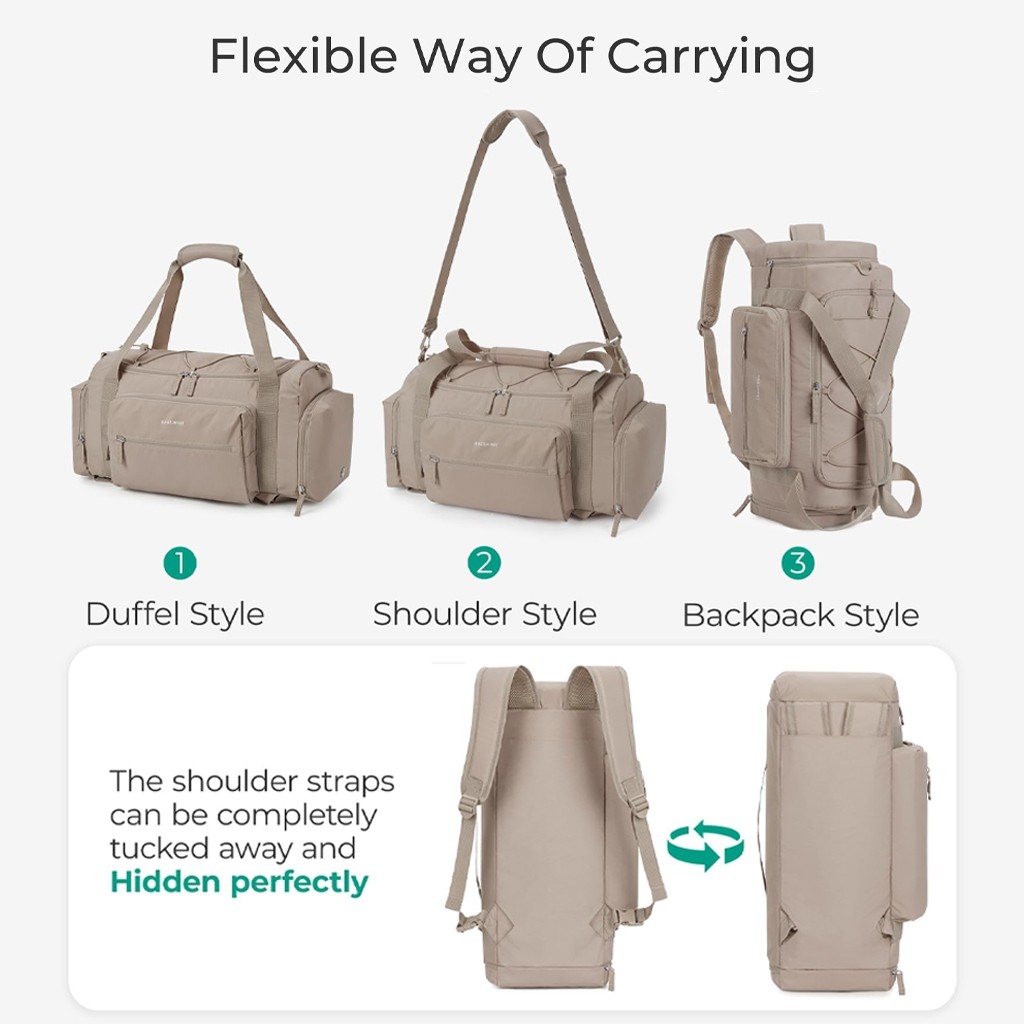 Flexible Way Of Carrying
1
2
3
Duffel Style
Shoulder Style
Backpack Style
The shoulder straps
can be completely
tucked away and
Hidden perfectly